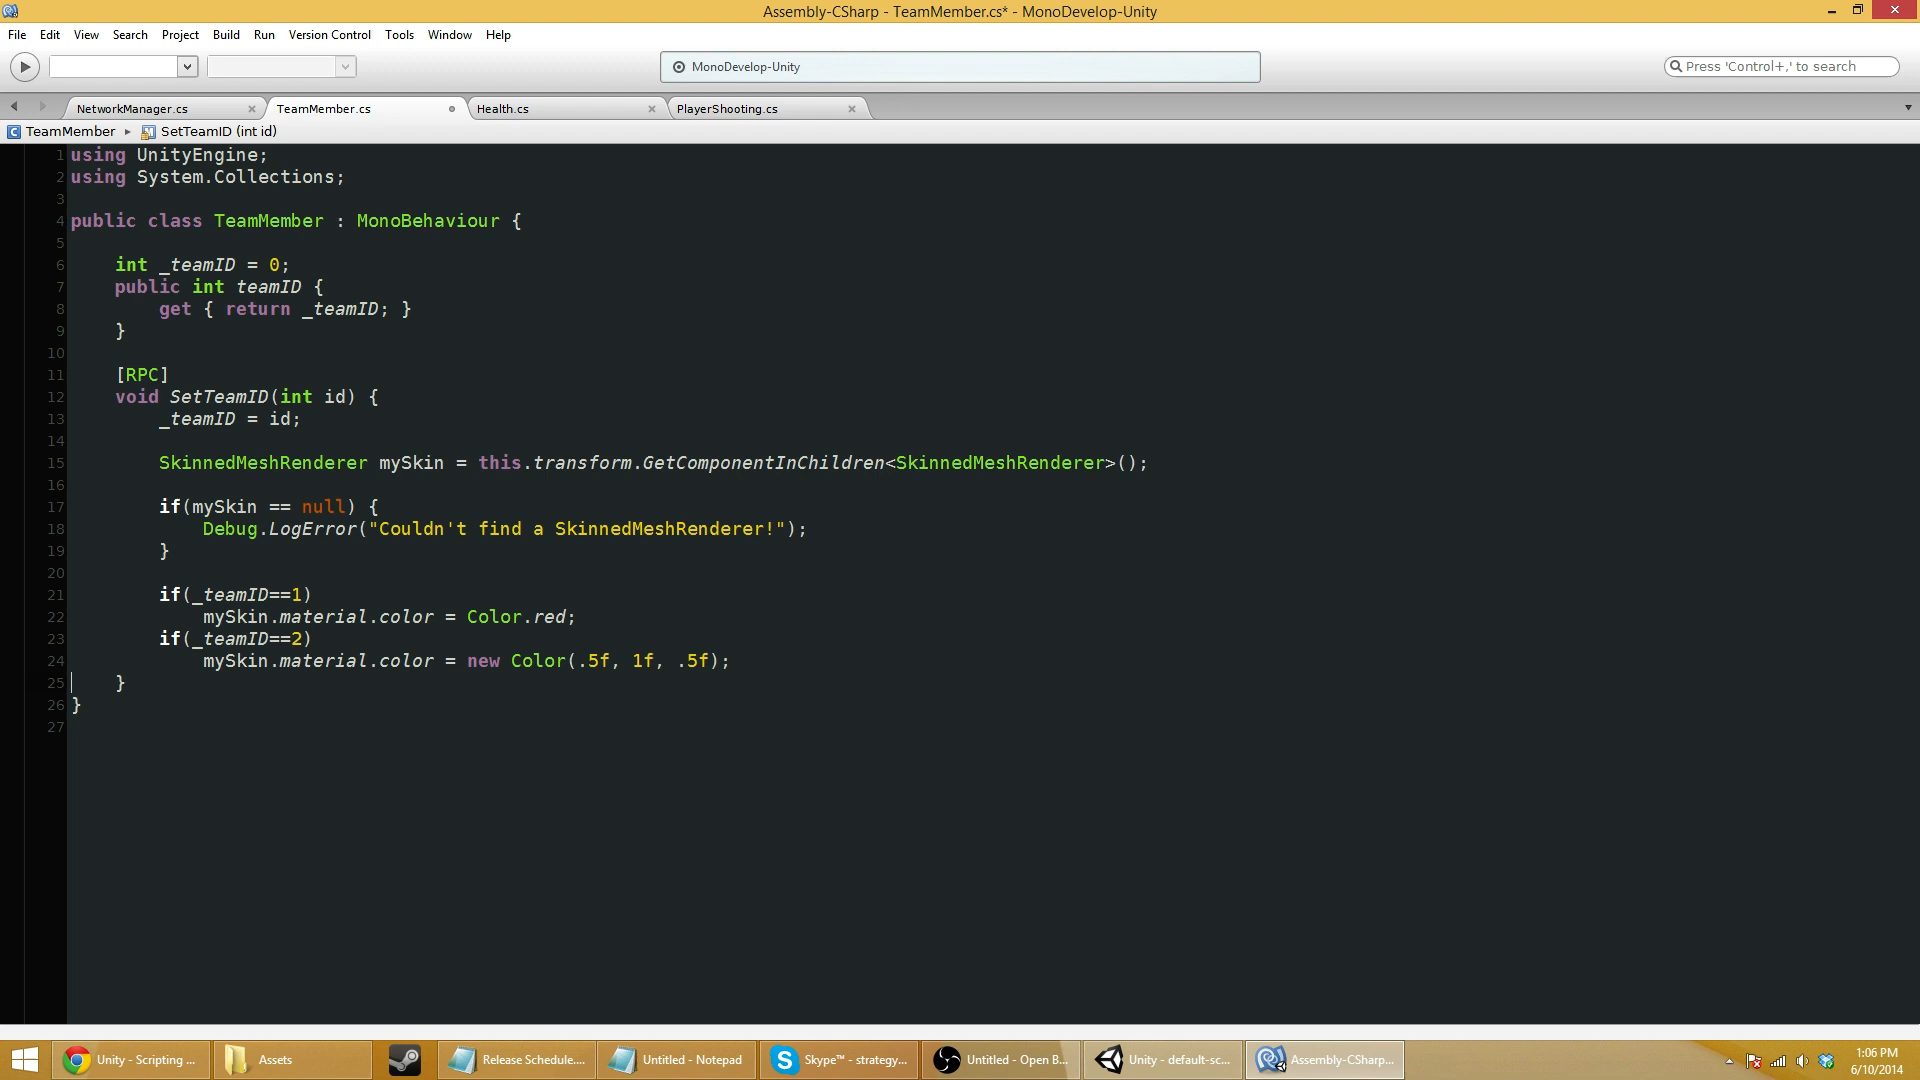 Assembly-CSharp - TeamMember.cs* - MonoDevelop-Unity
File Edit View Search Project Build Run Version Control Tools Window Help
MonoDevelop-Unity
Press 'Control+,' to search
NetworkManager.cs
TeamMember.cs
Health.cs
PlayerShooting.cs
TeamMember ▸ SetTeamID (int id)
1 using UnityEngine;
2 using System.Collections;
3
4 public class TeamMember : MonoBehaviour {
5
6 int _teamID = 0;
7 public int teamID {
8 get { return _teamID; }
9 }
10
11 [RPC]
12 void SetTeamID(int id) {
13 _teamID = id;
14
15 SkinnedMeshRenderer mySkin = this.transform.GetComponentInChildren<SkinnedMeshRenderer>();
16
17 if(mySkin == null) {
18 Debug.LogError("Couldn't find a SkinnedMeshRenderer!");
19 }
20
21 if(_teamID==1)
22 mySkin.material.color = Color.red;
23 if(_teamID==2)
24 mySkin.material.color = new Color(.5f, 1f, .5f);
25 }
26 }
27
Unity - Scripting ...
Assets
Release Schedule....
Untitled - Notepad
Skype™ - strategy...
Untitled - Open B...
Unity - default-sc...
Assembly-CSharp...
1:06 PM
6/10/2014